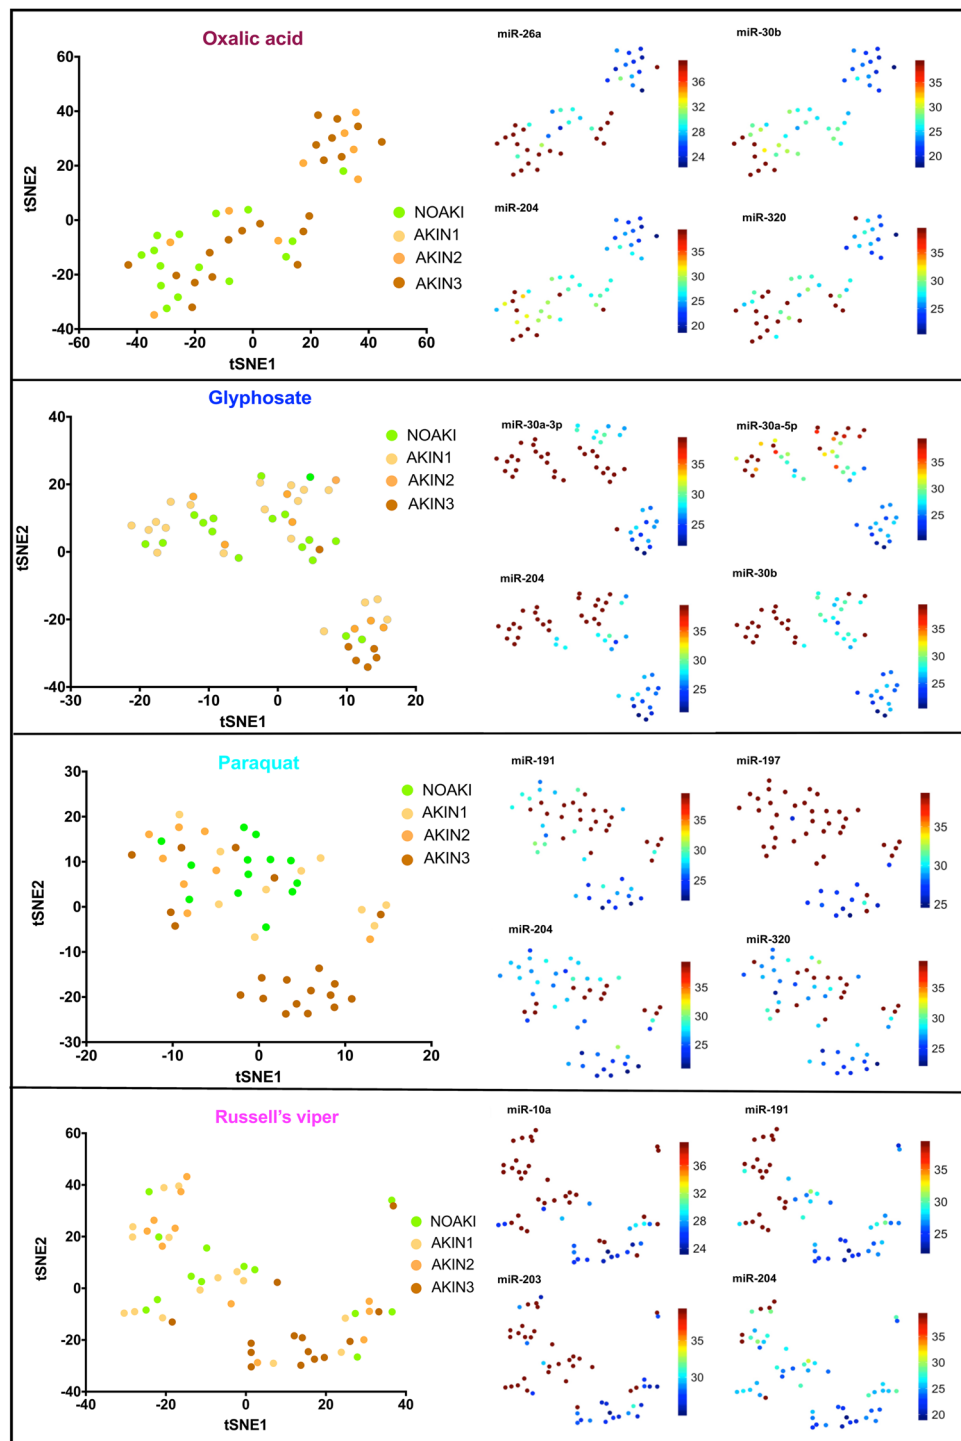 Oxalic acid
miR-26a
miR-30b
60
40
20
0
-20
-40
-60 -40 -20 0 20 40 60
tSNE2
tSNE1
NOAKI
AKIN1
AKIN2
AKIN3
36
32
28
24
35
30
25
20
miR-204
miR-320
35
30
25
20
35
30
25
Glyphosate
miR-30a-3p
miR-30a-5p
40
20
0
-20
-40
-30 -20 -10 0 10 20
tSNE2
tSNE1
NOAKI
AKIN1
AKIN2
AKIN3
35
30
25
35
30
25
miR-204
miR-30b
35
30
25
35
30
25
Paraquat
miR-191
miR-197
30
20
10
0
-10
-20
-30
-20 -10 0 10 20
tSNE2
tSNE1
NOAKI
AKIN1
AKIN2
AKIN3
35
30
25
35
30
25
miR-204
miR-320
35
30
25
35
30
25
Russell's viper
miR-10a
miR-191
60
40
20
0
-20
-40
-40 -20 0 20 40
tSNE2
tSNE1
NOAKI
AKIN1
AKIN2
AKIN3
36
32
28
24
35
30
25
miR-203
miR-204
35
30
35
30
25
20